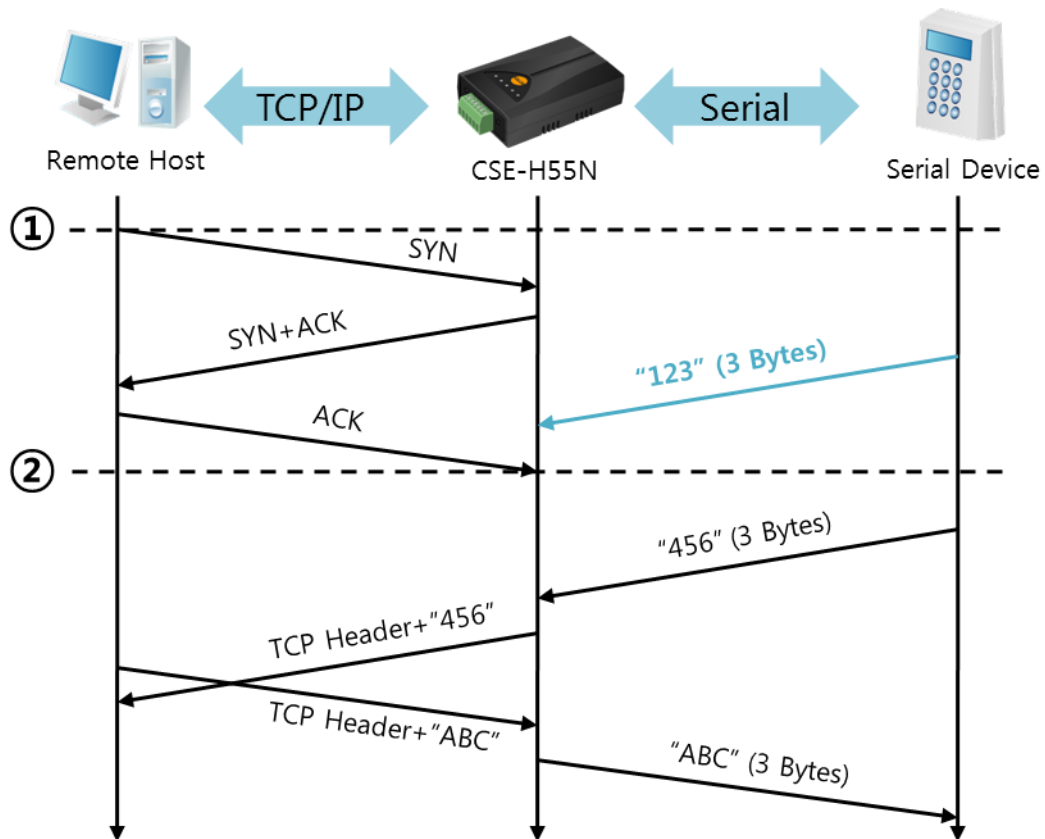 TCP/IP
Serial
Remote Host
CSE-H55N
Serial Device
①
SYN
SYN+ACK
“123” (3 Bytes)
ACK
②
“456” (3 Bytes)
TCP Header+“456”
TCP Header+“ABC”
“ABC” (3 Bytes)